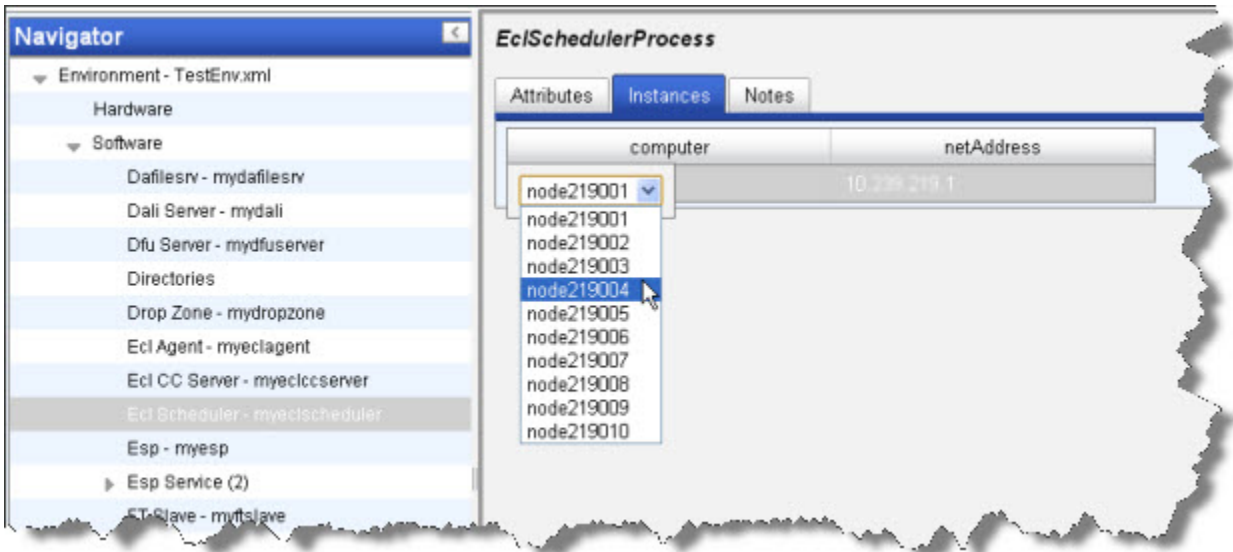 Navigator
Environment - TestEnv.xml
Hardware
Software
Dafilesrv - mydafilesrv
Dali Server - mydali
Dfu Server - mydfuserver
Directories
Drop Zone - mydropzone
Ecl Agent - myeclagent
Ecl CC Server - myeclccserver
Ecl Scheduler - myeclscheduler
Esp - myesp
Esp Service (2)
FT Slave - myftslave
EclSchedulerProcess
Attributes Instances Notes
computer netAddress
node219001 10.239.219.1
node219001
node219002
node219003
node219004
node219005
node219006
node219007
node219008
node219009
node219010